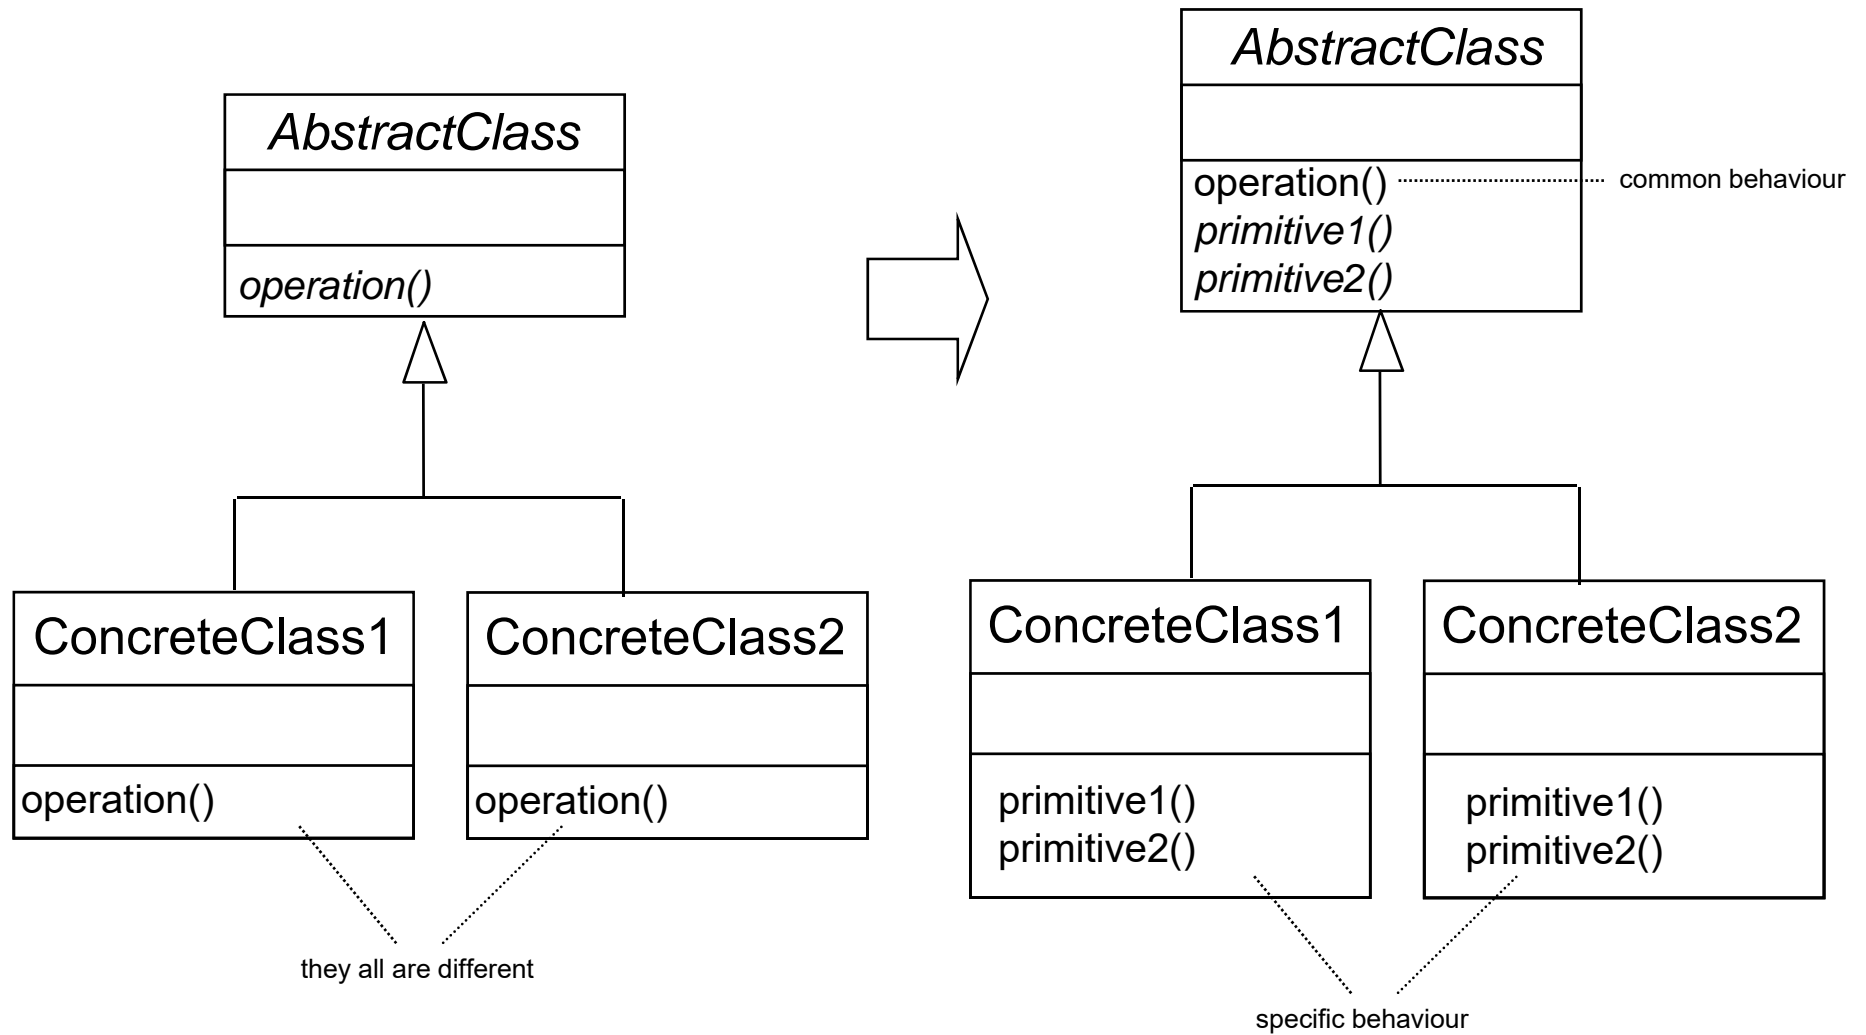 AbstractClass
operation()
ConcreteClass1
operation()
ConcreteClass2
operation()
they all are different
AbstractClass
operation()
primitive1()
primitive2()
common behaviour
ConcreteClass1
primitive1()
primitive2()
ConcreteClass2
primitive1()
primitive2()
specific behaviour